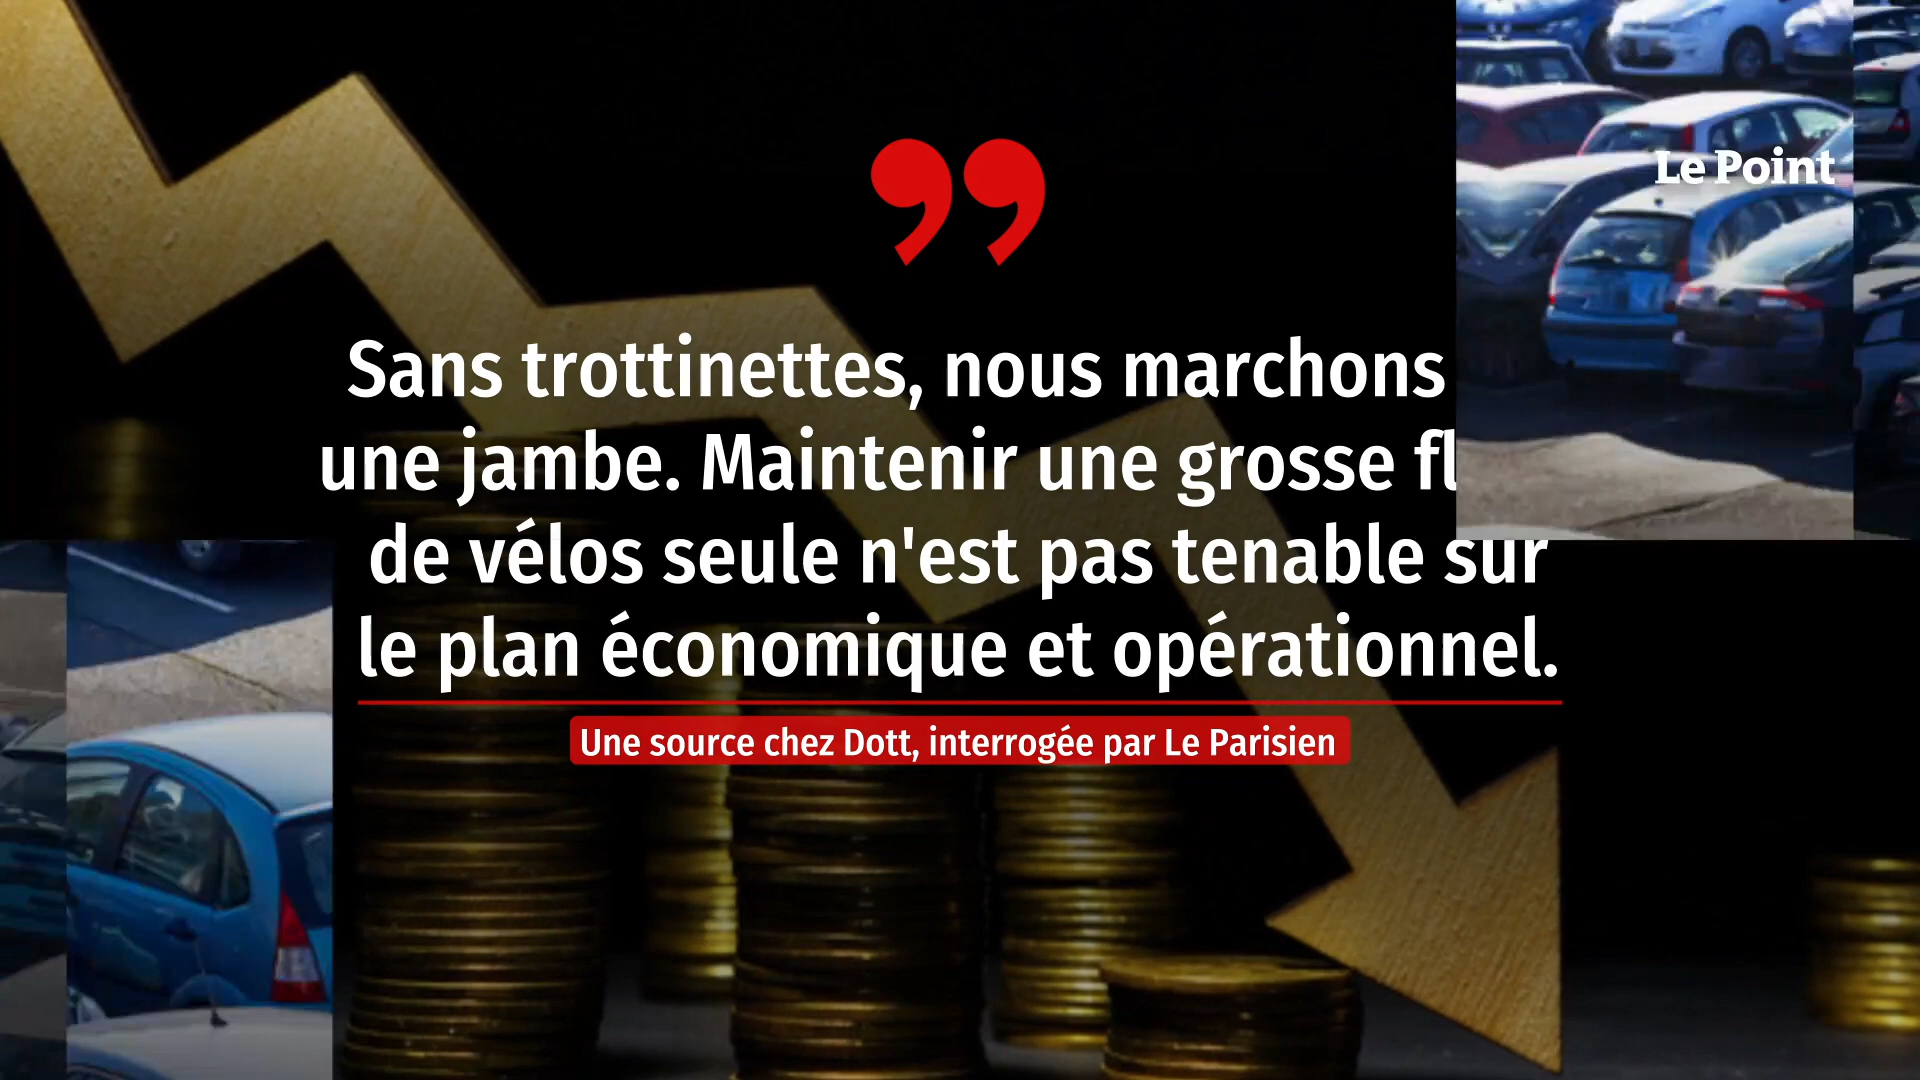 Le Point
Sans trottinettes, nous marchons
une jambe. Maintenir une grosse
de vélos seule n'est pas tenable sur
le plan économique et opérationnel.
Une source chez Dott, interrogée par Le Parisien